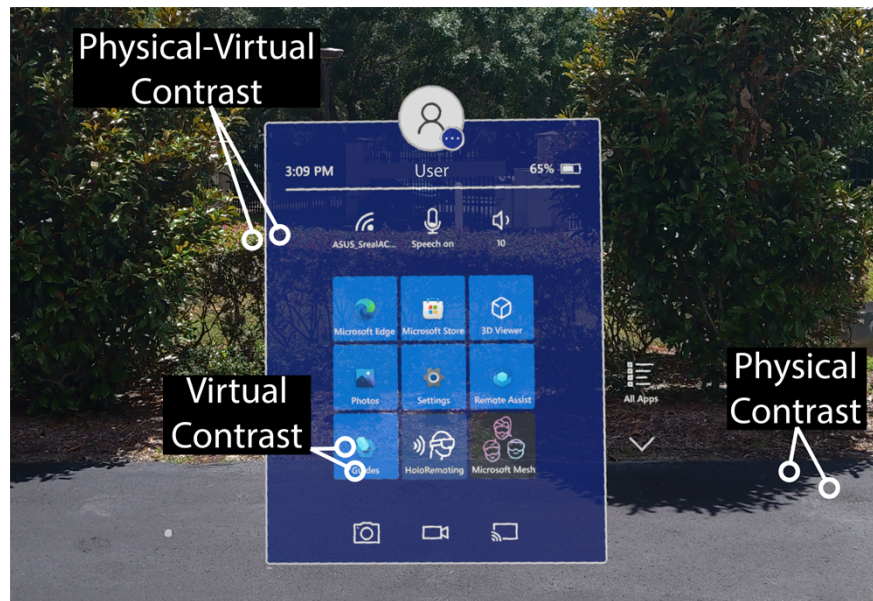 Physical-Virtual
Contrast
3:09 PM
User
65%
ASUS_SrealAC...
Speech on
10
Microsoft Edge
Microsoft Store
3D Viewer
Photos
Settings
Remote Assist
All Apps
Physical
Contrast
Virtual
Contrast
Guides
HoloRemoting
Microsoft Mesh